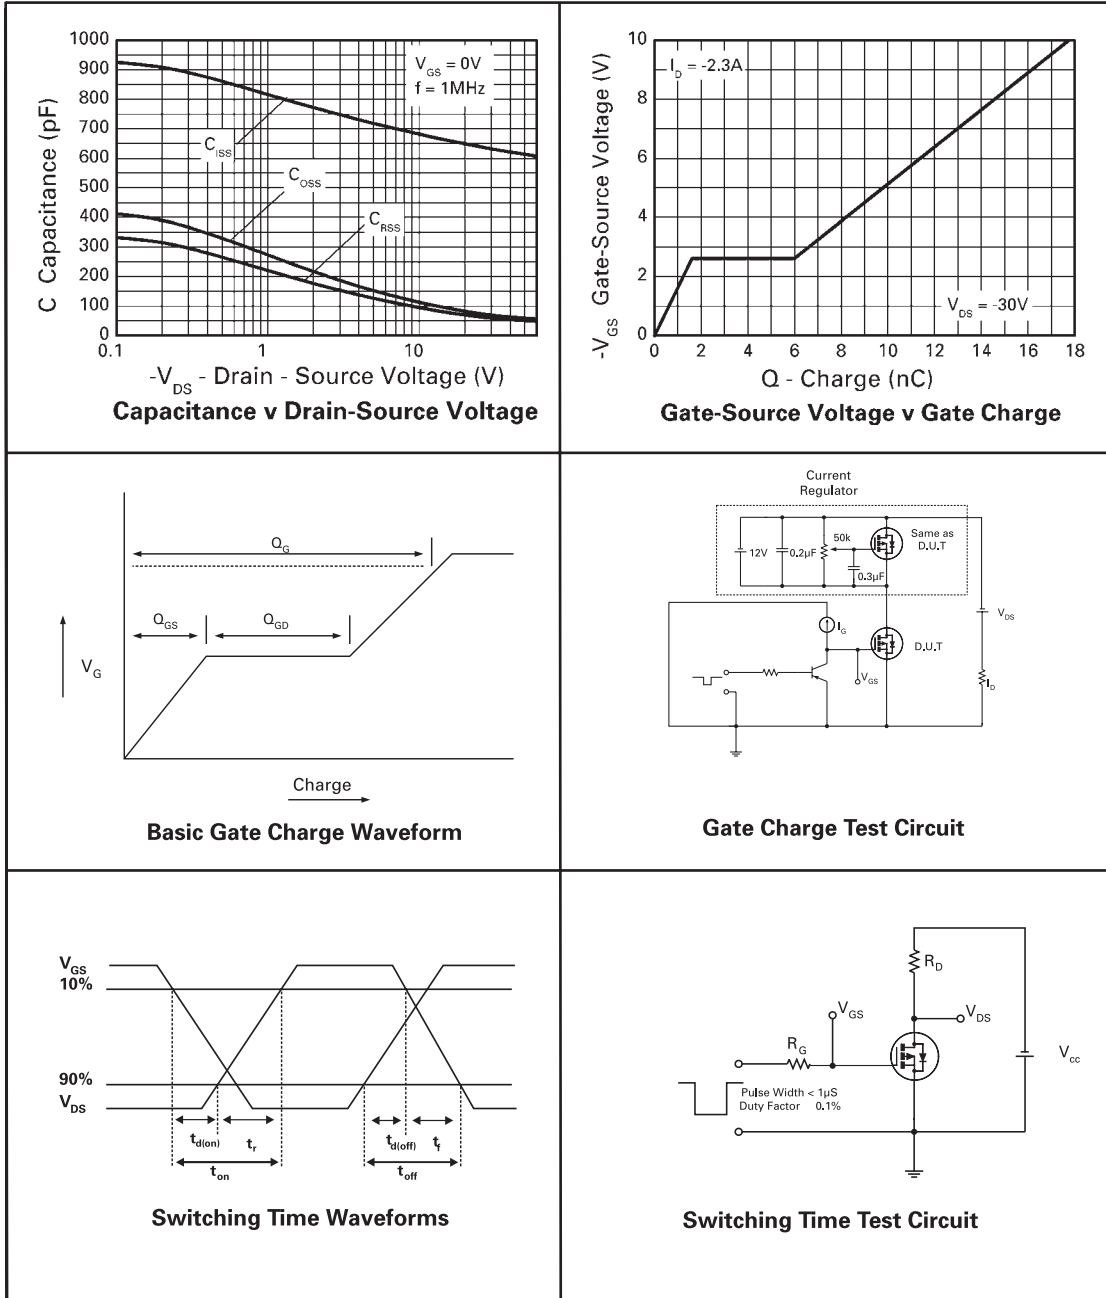 1000
900
800
700
600
500
400
300
200
100
0
0.1 1 10
C Capacitance (pF)
V_GS = 0V
f = 1MHz
C_ISS
C_OSS
C_RSS
-V_DS - Drain - Source Voltage (V)
Capacitance v Drain-Source Voltage
10
8
6
4
2
0
0 2 4 6 8 10 12 14 16 18
-V_GS Gate-Source Voltage (V)
I_D = -2.3A
V_DS = -30V
Q - Charge (nC)
Gate-Source Voltage v Gate Charge
Q_G
Q_GS Q_GD
V_G
Charge
Basic Gate Charge Waveform
Current
Regulator
12V
0.2µF
50k
0.3µF
Same as
D.U.T
V_DS
I_G
D.U.T
V_GS
I_D
Gate Charge Test Circuit
V_GS
10%
90%
V_DS
t_d(on) t_r t_d(off) t_f
t_on t_off
Switching Time Waveforms
R_D
V_GS
V_DS
R_G
V_cc
Pulse Width < 1µS
Duty Factor 0.1%
Switching Time Test Circuit